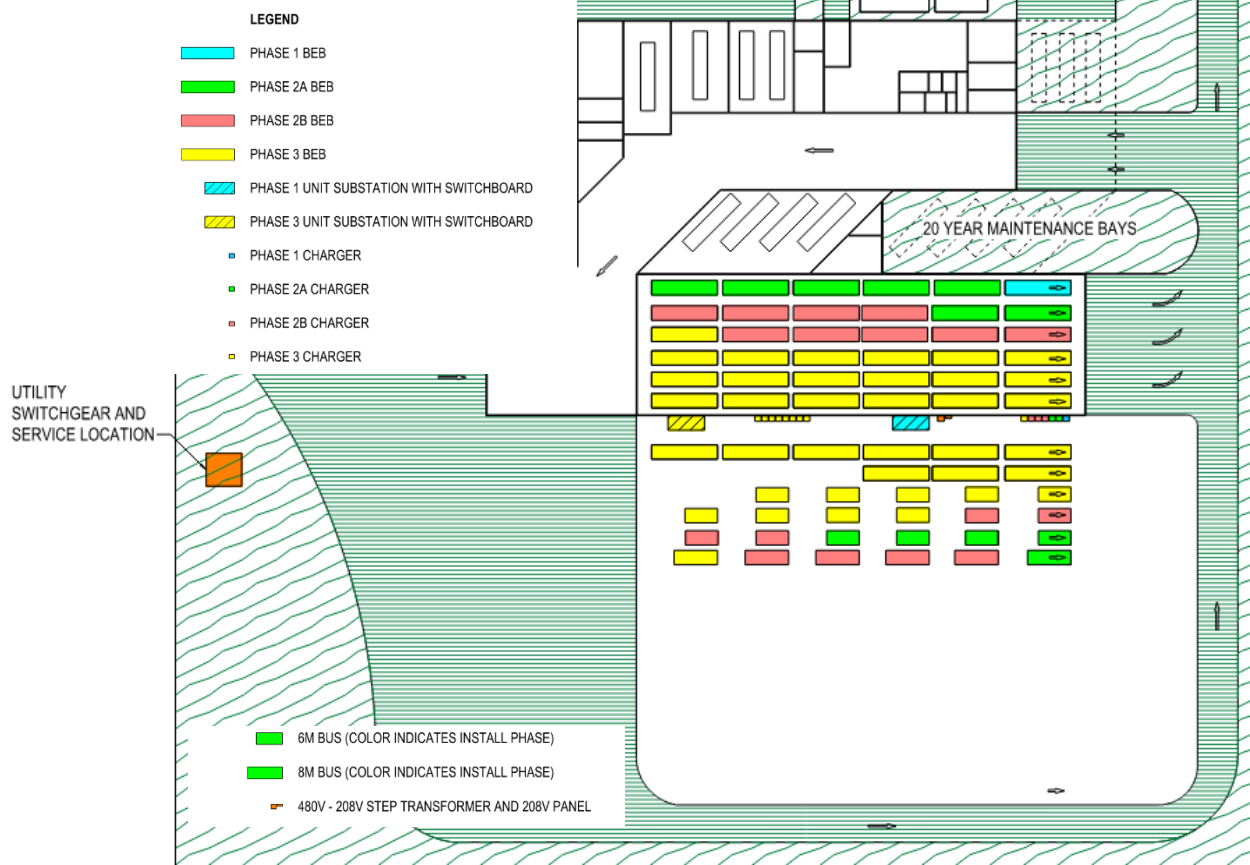 LEGEND
PHASE 1 BEB
PHASE 2A BEB
PHASE 2B BEB
PHASE 3 BEB
PHASE 1 UNIT SUBSTATION WITH SWITCHBOARD
PHASE 3 UNIT SUBSTATION WITH SWITCHBOARD
PHASE 1 CHARGER
PHASE 2A CHARGER
PHASE 2B CHARGER
PHASE 3 CHARGER
20 YEAR MAINTENANCE BAYS
UTILITY
SWITCHGEAR AND
SERVICE LOCATION
6M BUS (COLOR INDICATES INSTALL PHASE)
8M BUS (COLOR INDICATES INSTALL PHASE)
480V - 208V STEP TRANSFORMER AND 208V PANEL